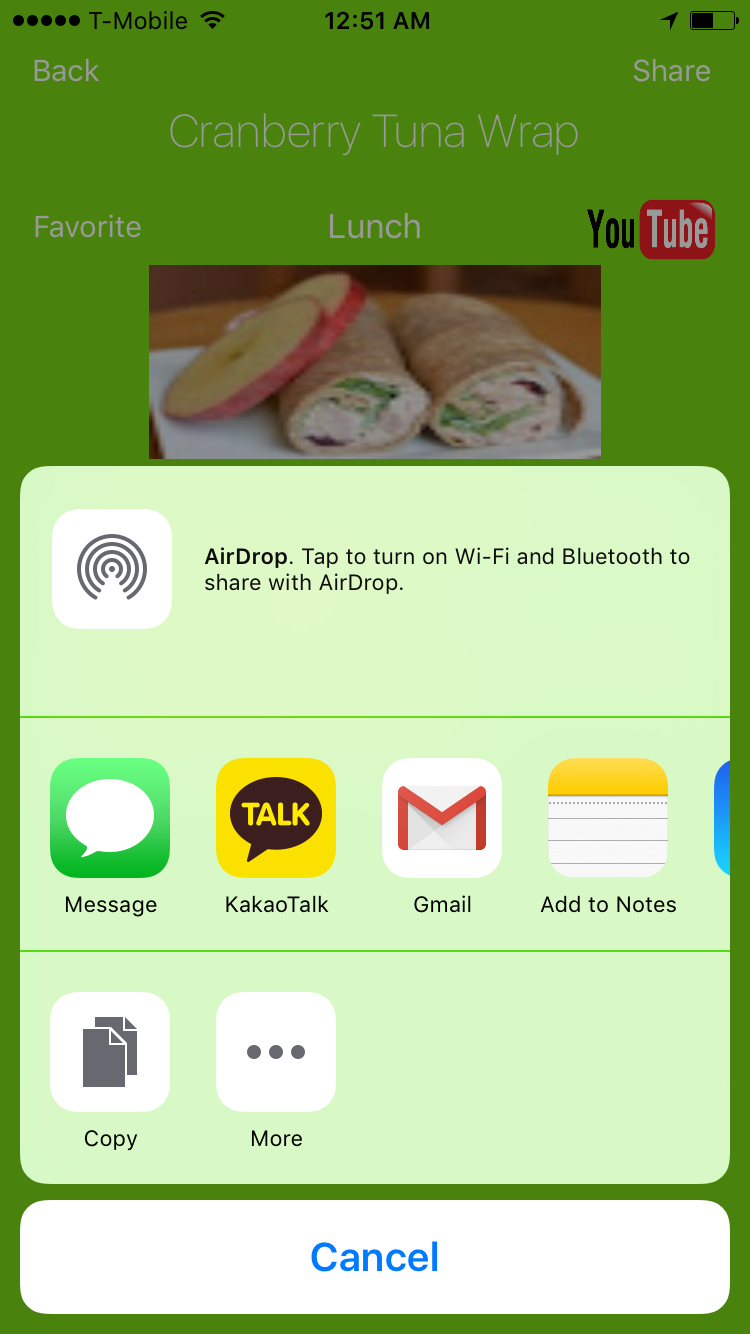 T-Mobile 12:51 AM
Back Share
Cranberry Tuna Wrap
Favorite Lunch YouTube
AirDrop. Tap to turn on Wi-Fi and Bluetooth to
share with AirDrop.
TALK
Message KakaoTalk Gmail Add to Notes
Copy More
Cancel